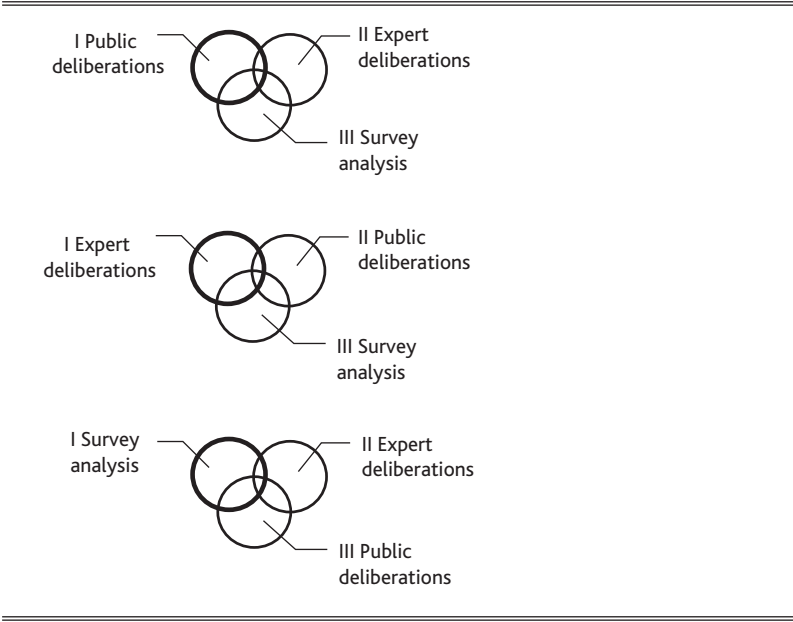 I Public
deliberations
II Expert
deliberations
III Survey
analysis
I Expert
deliberations
II Public
deliberations
III Survey
analysis
I Survey
analysis
II Expert
deliberations
III Public
deliberations